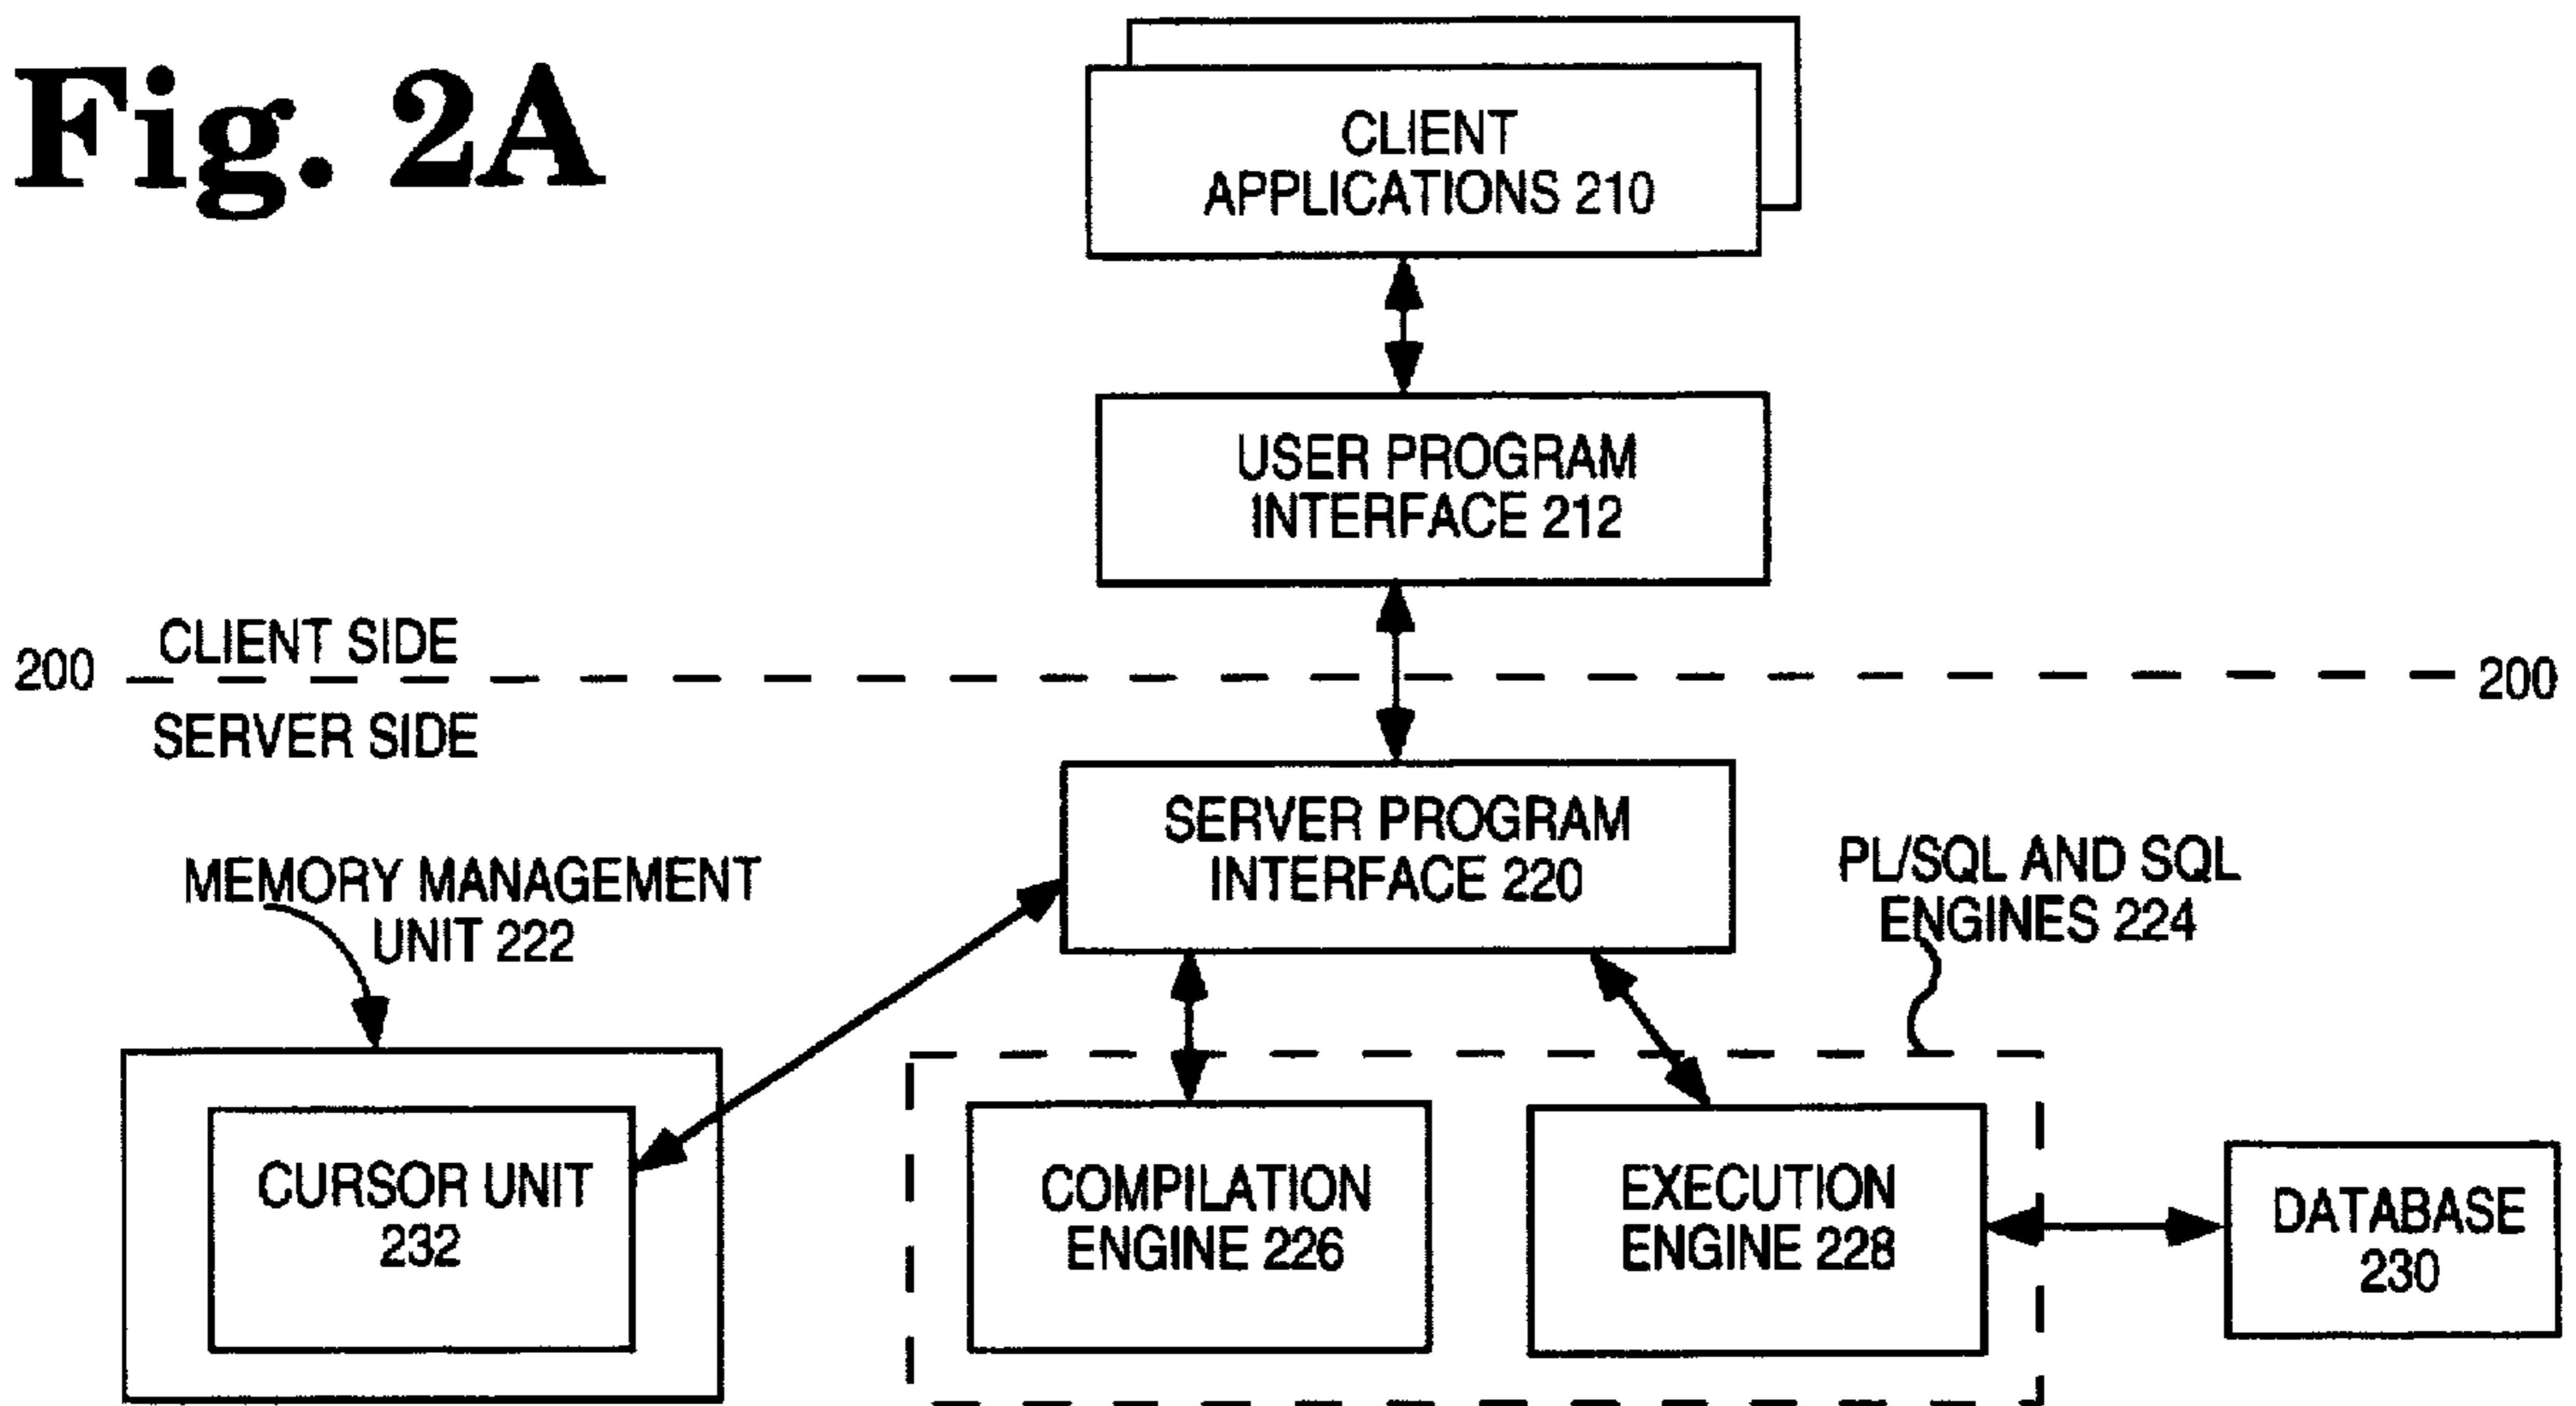 Fig. 2A
CLIENT
APPLICATIONS 210
USER PROGRAM
INTERFACE 212
CLIENT SIDE
200
200
SERVER SIDE
SERVER PROGRAM
INTERFACE 220
MEMORY MANAGEMENT
UNIT 222
PL/SQL AND SQL
ENGINES 224
CURSOR UNIT
232
COMPILATION
ENGINE 226
EXECUTION
ENGINE 228
DATABASE
230